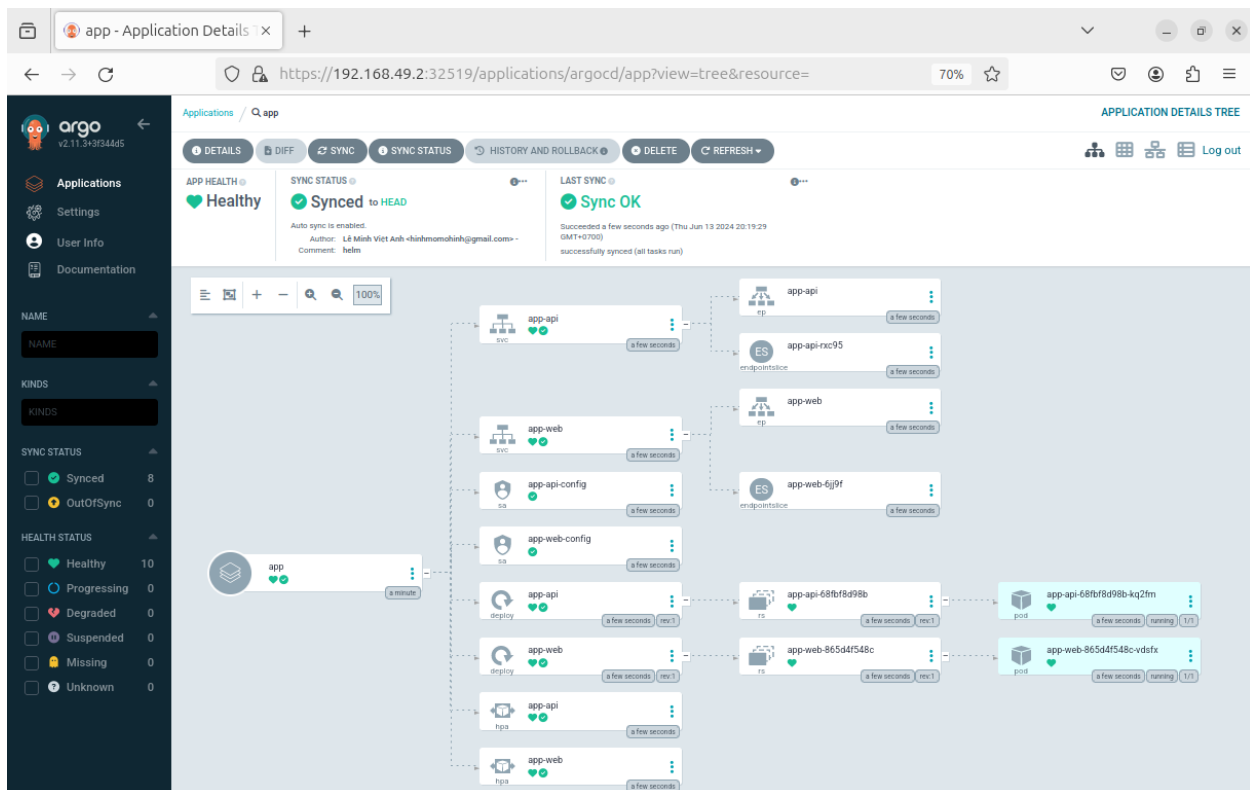 app - Application Details T
https://192.168.49.2:32519/applications/argocd/app?view=tree&resource=
70%
argo
v2.11.3+3f344d5
Applications
Settings
User Info
Documentation
NAME
NAME
KINDS
KINDS
SYNC STATUS
Synced 8
OutOfSync 0
HEALTH STATUS
Healthy 10
Progressing 0
Degraded 0
Suspended 0
Missing 0
Unknown 0
Applications / app
APPLICATION DETAILS TREE
DETAILS DIFF SYNC SYNC STATUS HISTORY AND ROLLBACK DELETE REFRESH
Log out
APP HEALTH
Healthy
SYNC STATUS
Synced to HEAD
Auto sync is enabled.
Author: Lê Minh Việt Anh <hinhmomohinh@gmail.com> -
Comment: helm
LAST SYNC
Sync OK
Succeeded a few seconds ago (Thu Jun 13 2024 20:19:29
GMT+0700)
successfully synced (all tasks run)
100%
app
a minute
app-api
svc
a few seconds
app-web
svc
a few seconds
app-api-config
sa
a few seconds
app-web-config
sa
a few seconds
app-api
deploy
a few seconds rev:1
app-web
deploy
a few seconds rev:1
app-api
hpa
a few seconds
app-web
hpa
a few seconds
app-api
ep
a few seconds
ES
app-api-rxc95
endpointslice
a few seconds
app-web
ep
a few seconds
ES
app-web-6jj9f
endpointslice
a few seconds
app-api-68fbf8d98b
rs
a few seconds rev:1
app-web-865d4f548c
rs
a few seconds rev:1
app-api-68fbf8d98b-kq2fm
pod
a few seconds running 1/1
app-web-865d4f548c-vdsfx
pod
a few seconds running 1/1